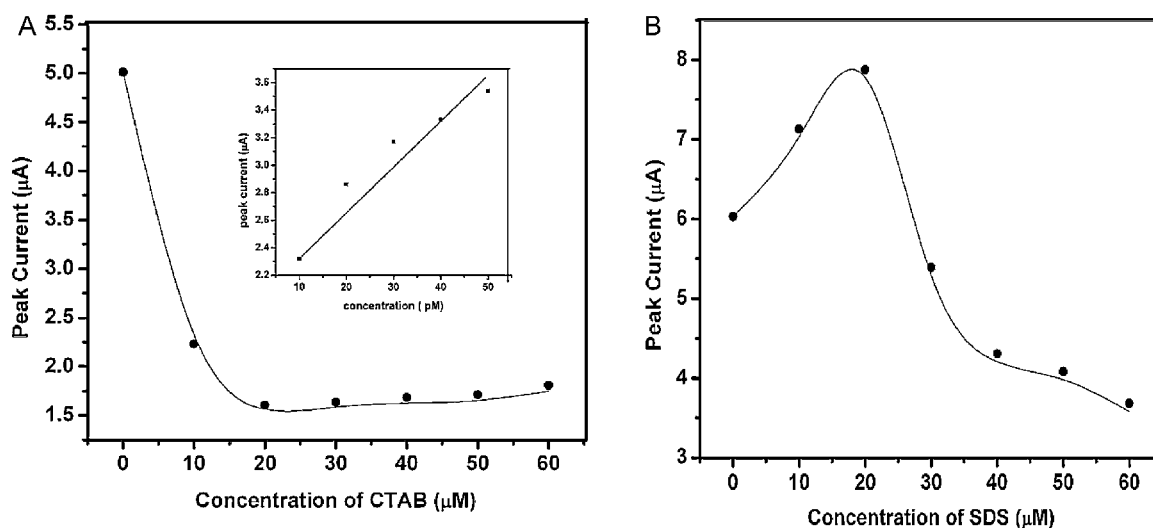 A
5.5
5.0
4.5
4.0
3.5
3.0
2.5
2.0
1.5
Peak Current (μA)
0 10 20 30 40 50 60
Concentration of CTAB (μM)
3.6
3.4
3.2
3.0
2.8
2.6
2.4
2.2
peak current (μA)
10 20 30 40 50
concentration ( pM)
B
8
7
6
5
4
3
Peak Current (μA)
0 10 20 30 40 50 60
Concentration of SDS (μM)